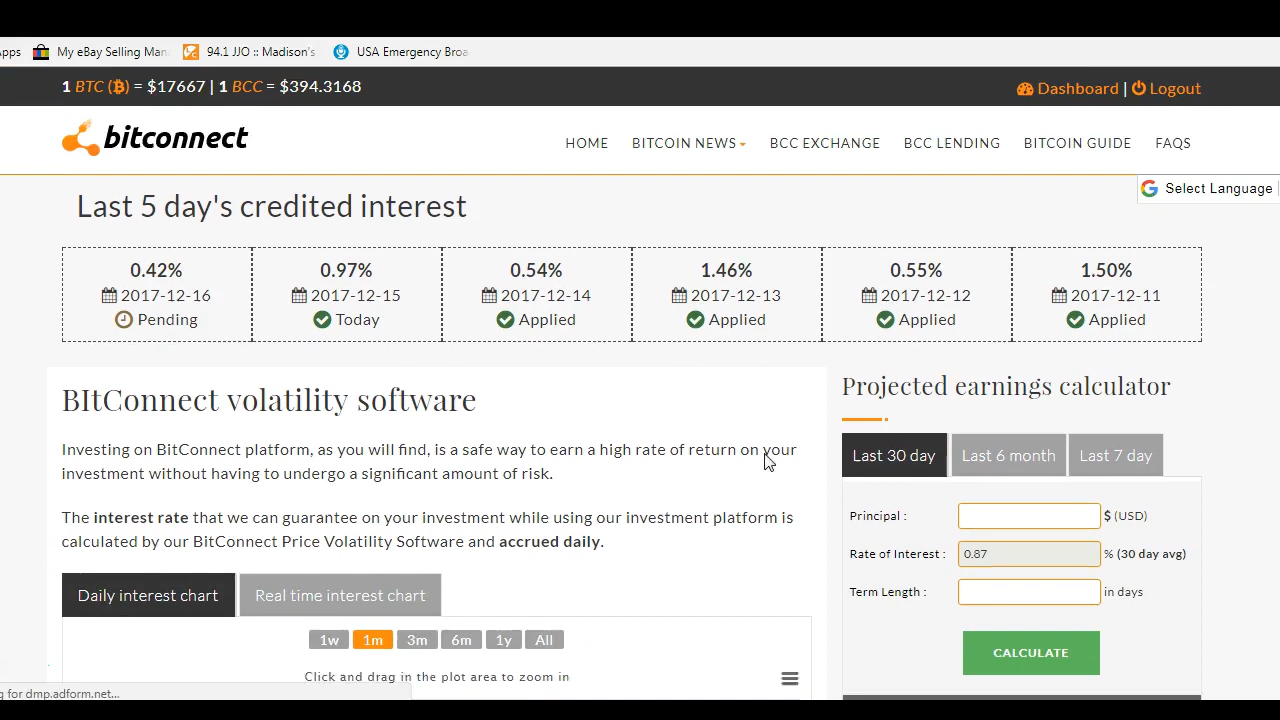 pps My eBay Selling Man 94.1 JJO :: Madison's USA Emergency Broa
1 BTC (₿) = $17667 | 1 BCC = $394.3168 Dashboard | Logout
bitconnect HOME BITCOIN NEWS BCC EXCHANGE BCC LENDING BITCOIN GUIDE FAQS
G Select Language
Last 5 day's credited interest
0.42% 0.97% 0.54% 1.46% 0.55% 1.50%
2017-12-16 2017-12-15 2017-12-14 2017-12-13 2017-12-12 2017-12-11
Pending Today Applied Applied Applied Applied
BItConnect volatility software
Investing on BitConnect platform, as you will find, is a safe way to earn a high rate of return on your
investment without having to undergo a significant amount of risk.
The interest rate that we can guarantee on your investment while using our investment platform is
calculated by our BitConnect Price Volatility Software and accrued daily.
Daily interest chart Real time interest chart
1w 1m 3m 6m 1y All
Click and drag in the plot area to zoom in
Projected earnings calculator
Last 30 day Last 6 month Last 7 day
Principal : $ (USD)
Rate of Interest : 0.87 % (30 day avg)
Term Length : in days
CALCULATE
g for dmp.adform.net...